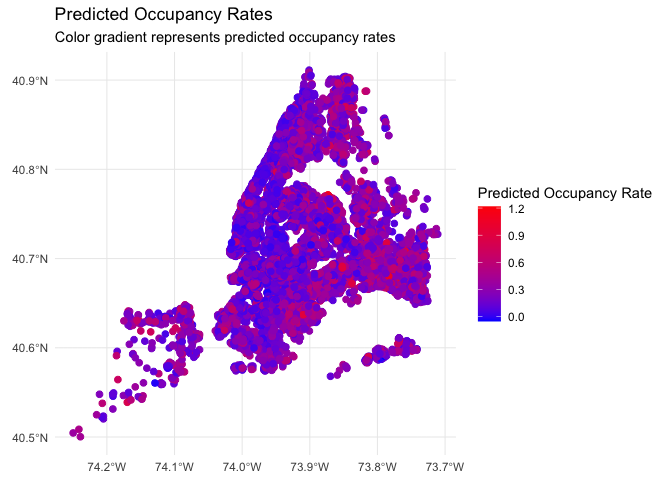 Predicted Occupancy Rates
Color gradient represents predicted occupancy rates
40.9°N
40.8°N
40.7°N
40.6°N
40.5°N
74.2°W
74.1°W
74.0°W
73.9°W
73.8°W
73.7°W
Predicted Occupancy Rate
1.2
0.9
0.6
0.3
0.0